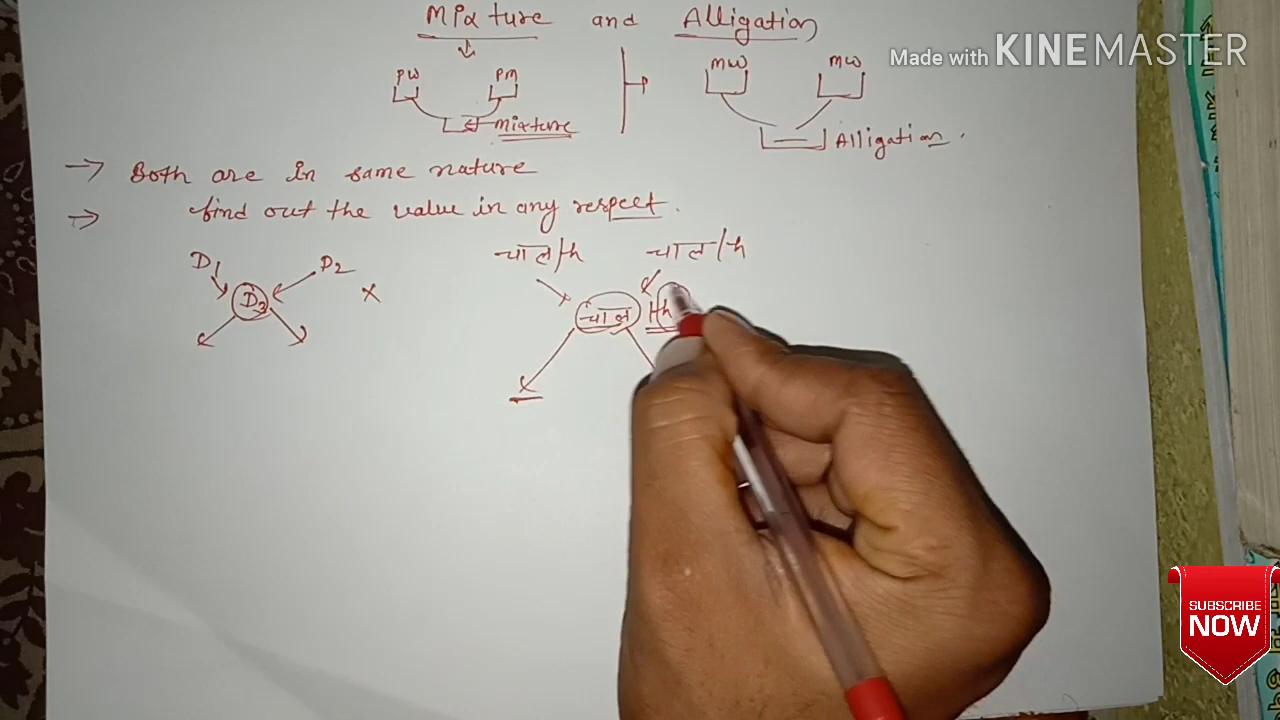 Mixture and Alligation
Made with KINEMASTER
PW PM MW MW
Mixture
Alligation.
→ Both are in same nature
→ find out the value in any respect.
D1 D2 चाल/h चाल/h
D3 x चाल /h
x
SUBSCRIBE
NOW